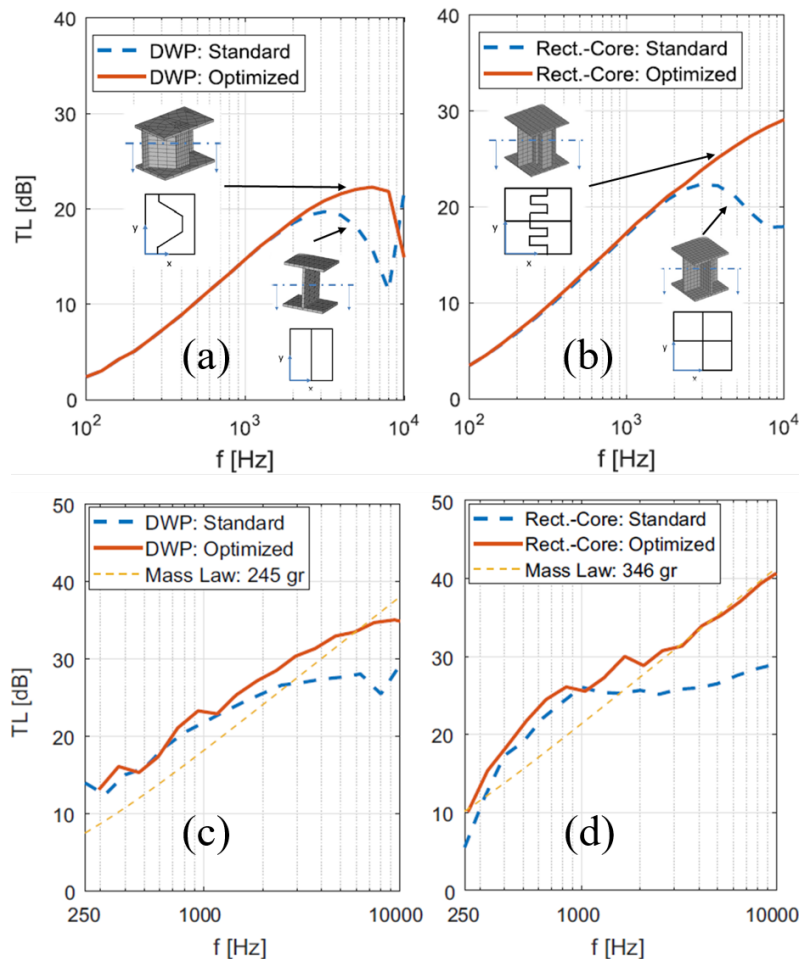 40
30
20
10
0
TL [dB]
DWP: Standard
DWP: Optimized
y
x
y
x
(a)
10^2
10^3
10^4
f [Hz]
40
30
20
10
0
Rect.-Core: Standard
Rect.-Core: Optimized
y
x
y
x
(b)
10^2
10^3
10^4
f [Hz]
50
40
30
20
10
0
TL [dB]
DWP: Standard
DWP: Optimized
Mass Law: 245 gr
(c)
250
1000
10000
f [Hz]
50
40
30
20
10
0
Rect.-Core: Standard
Rect.-Core: Optimized
Mass Law: 346 gr
(d)
250
1000
10000
f [Hz]